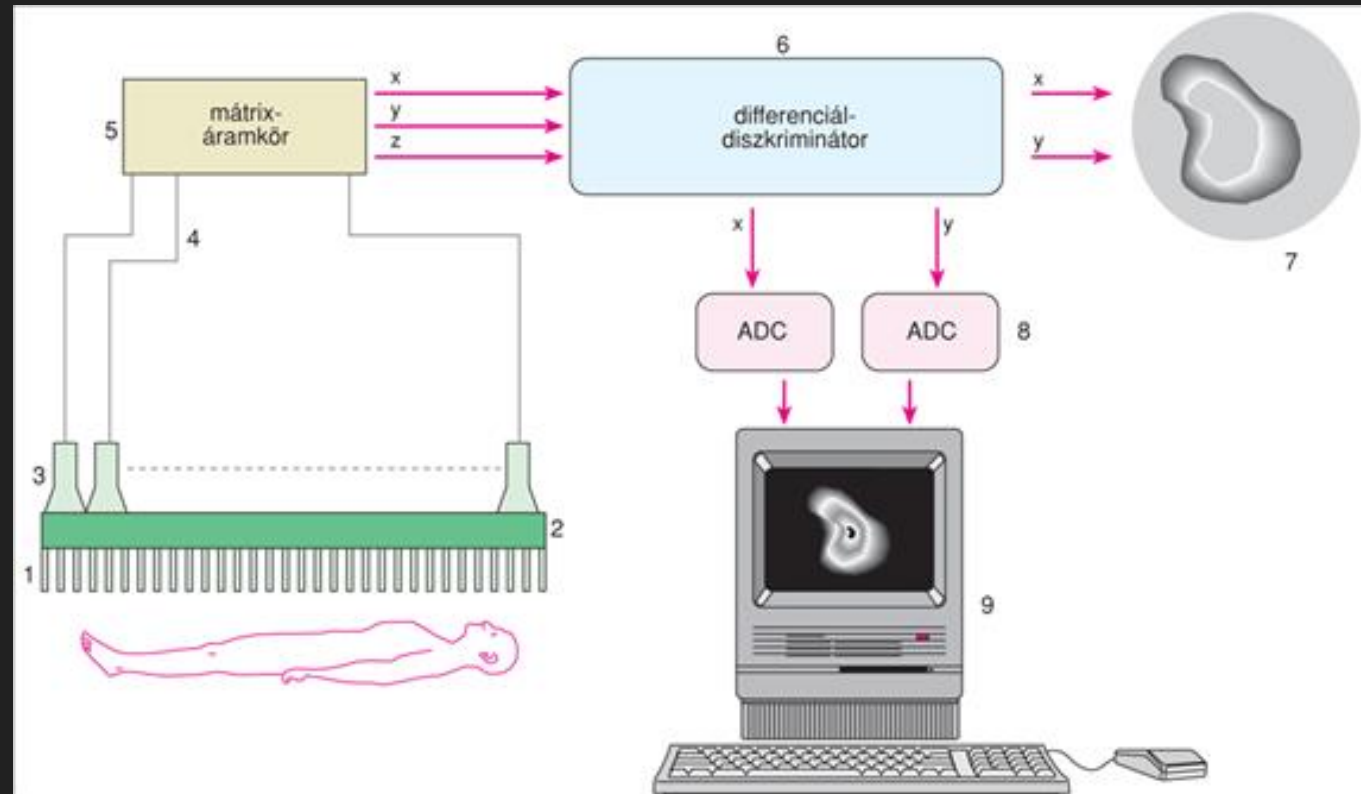 6
x
y
z
5
mátrix-
áramkör
differenciál-
diszkriminátor
x
y
7
4
x
y
ADC
ADC
8
3
2
1
9